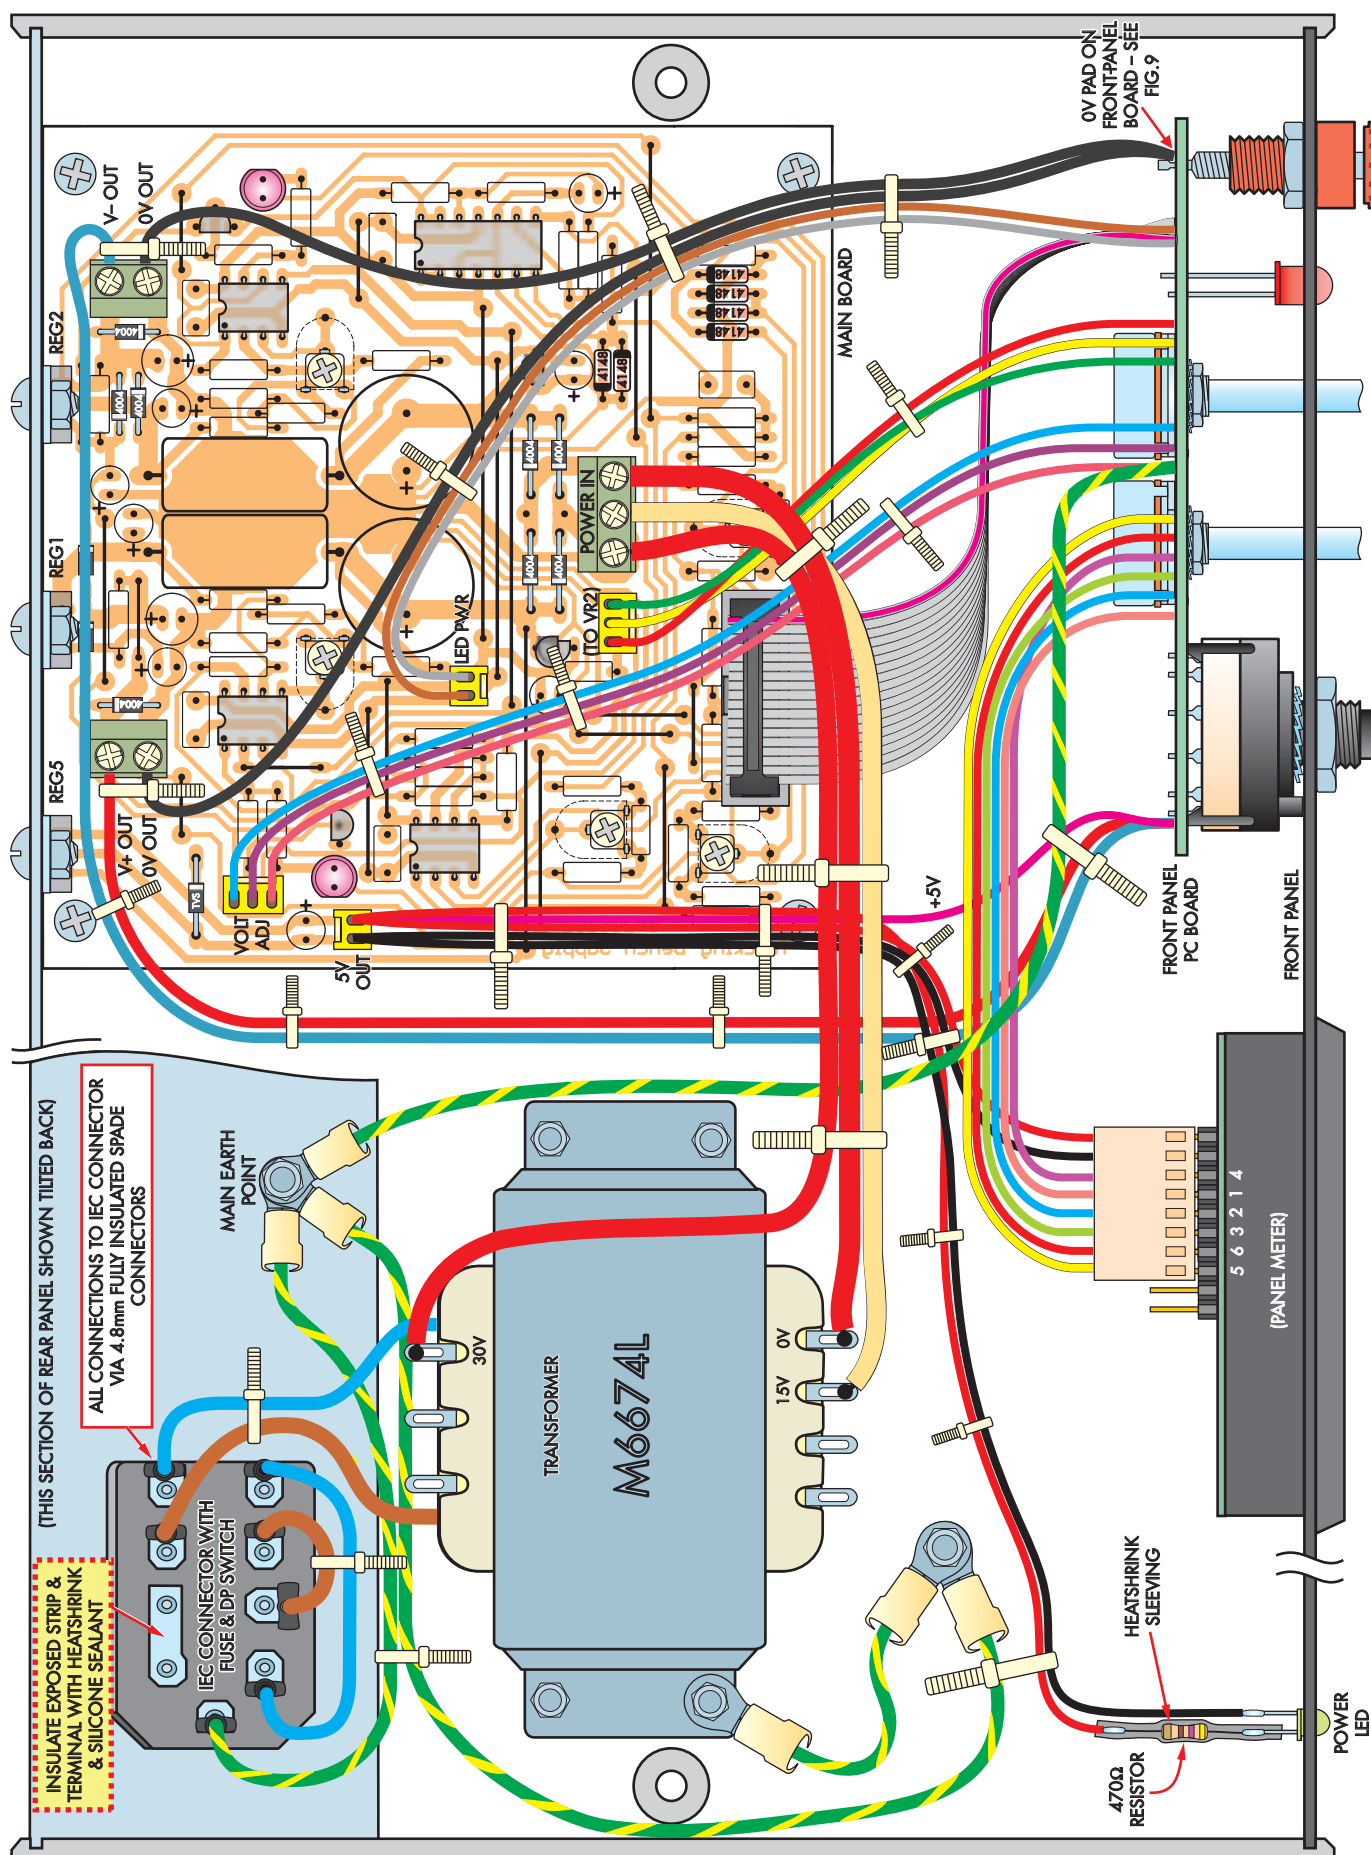 0V PAD ON
FRONT-PANEL
BOARD – SEE
FIG.9
V– OUT
0V OUT
REG2
4004
4004
4004
REG1
REG5
4004
V+ OUT
0V OUT
TVS
VOLT
ADJ
5V
OUT
LED PWR
4004
4004
4004
4004
POWER IN
(TO VR2)
4148
4148
4148
4148
4148
4148
MAIN BOARD
+5V
FRONT PANEL
PC BOARD
FRONT PANEL
(THIS SECTION OF REAR PANEL SHOWN TILTED BACK)
ALL CONNECTIONS TO IEC CONNECTOR
VIA 4.8mm FULLY INSULATED SPADE
CONNECTORS
MAIN EARTH
POINT
INSULATE EXPOSED STRIP &
TERMINAL WITH HEATSHRINK
& SILICONE SEALANT
IEC CONNECTOR WITH
FUSE & DP SWITCH
30V
TRANSFORMER
M6674L
15V
0V
5 6 3 2 1 4
(PANEL METER)
HEATSHRINK
SLEEVING
470Ω
RESISTOR
POWER
LED